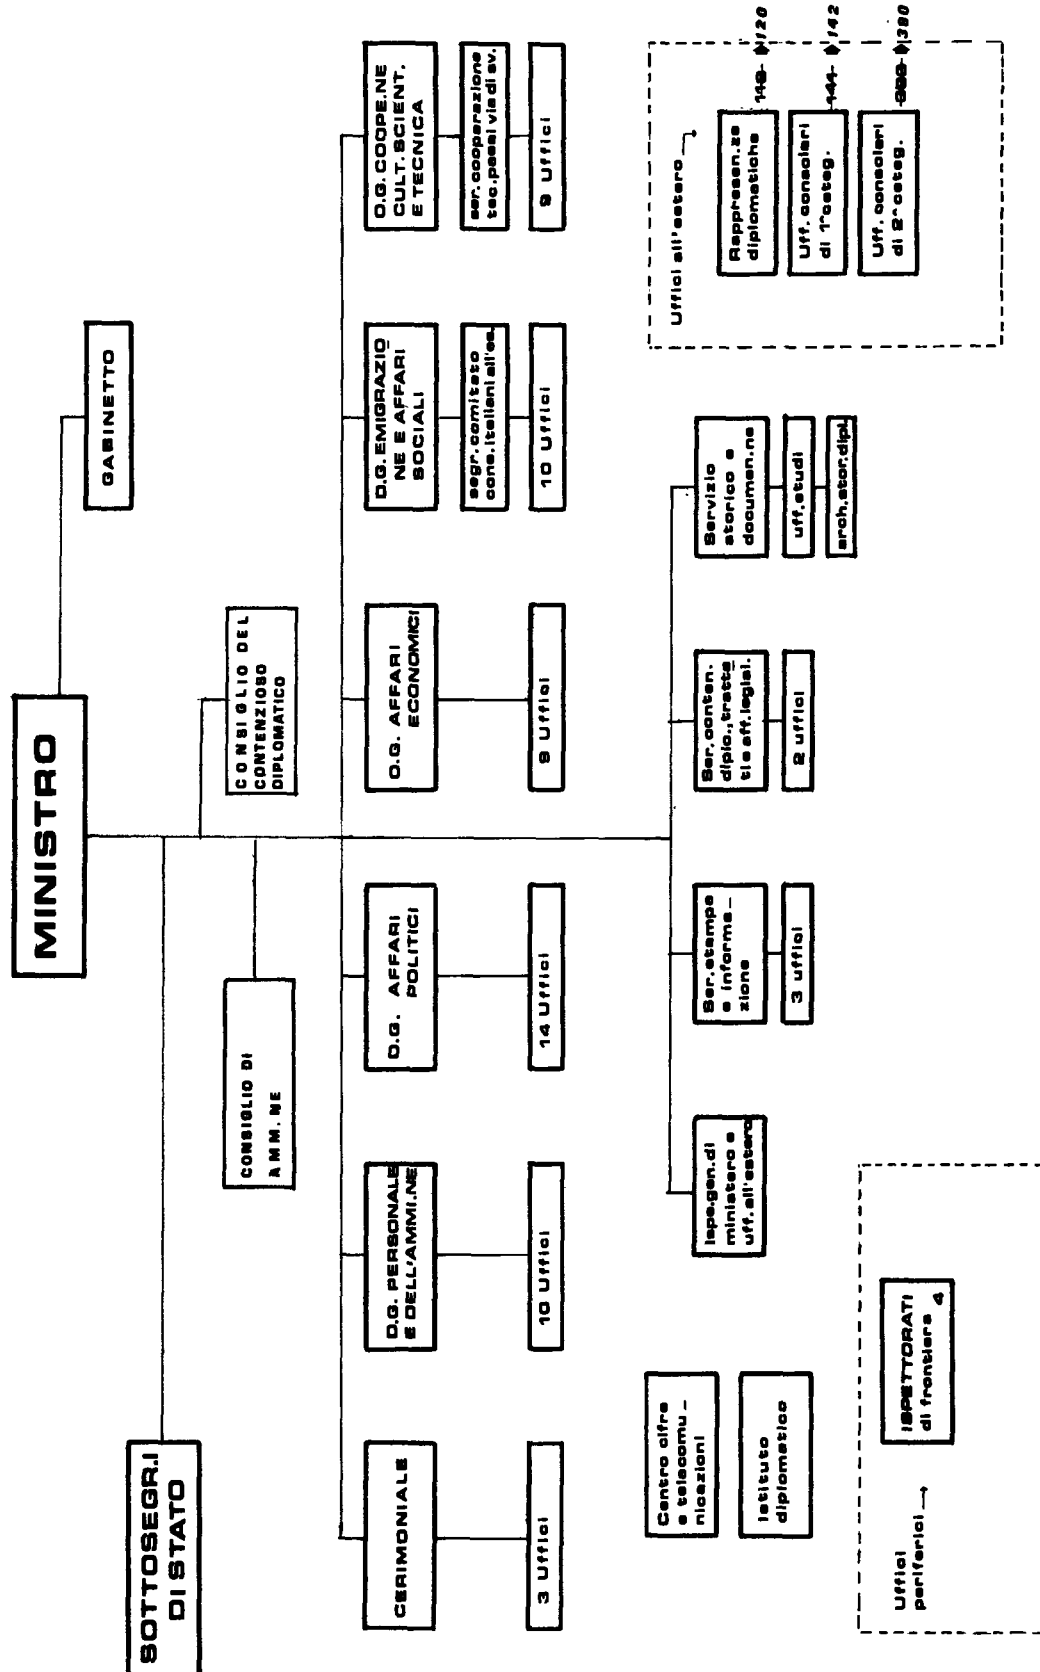 MINISTRO
GABINETTO
SOTTOSEGR.I
DI STATO
CONSIGLIO DI
AMM.NE
CONSIGLIO DEL
CONTENZIOSO
DIPLOMATICO
CERIMONIALE
3 Uffici
D.G. PERSONALE
E DELL'AMMI.NE
10 Uffici
D.G. AFFARI
POLITICI
14 Uffici
D.G. AFFARI
ECONOMICI
9 Uffici
D.G. EMIGRAZIO
NE E AFFARI
SOCIALI
segr.comitato
cons.italiani all'es.
10 Uffici
D.G. COOPE.NE
CULT. SCIENT.
E TECNICA
ser.cooperazione
tec.paesi via di sv.
9 Uffici
Centro cifra
e telecomu_
nicazioni
Istituto
diplomatico
Ispe.gen.di
ministero e
uff.all'estero
Ser.stampa
e informa_
zione
3 uffici
Ser.conten.
diplo.,tratta
ti e aff.legisl.
2 uffici
Servizio
storico e
documen.ne
uff.studi
arch.stor.dipl.
Uffici all'estero
Rappresen.ze
diplomatiche
120
Uff. consolari
di 1^categ.
144 142
Uff. consolari
di 2^categ.
380
Uffici
periferici
ISPETTORATI
di frontiera 4